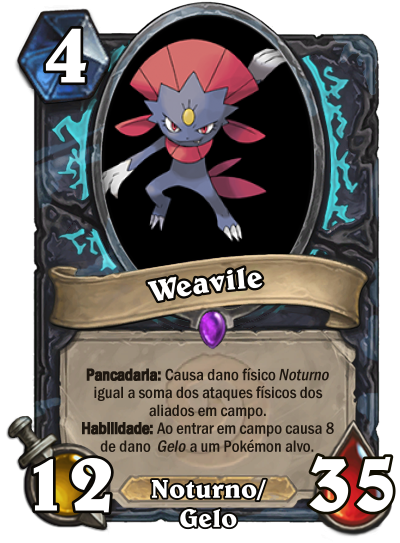 4
Weavile
Pancadaria: Causa dano físico Noturno
igual a soma dos ataques físicos dos
aliados em campo.
Habilidade: Ao entrar em campo causa 8
de dano Gelo a um Pokémon alvo.
12
Noturno/
Gelo
35